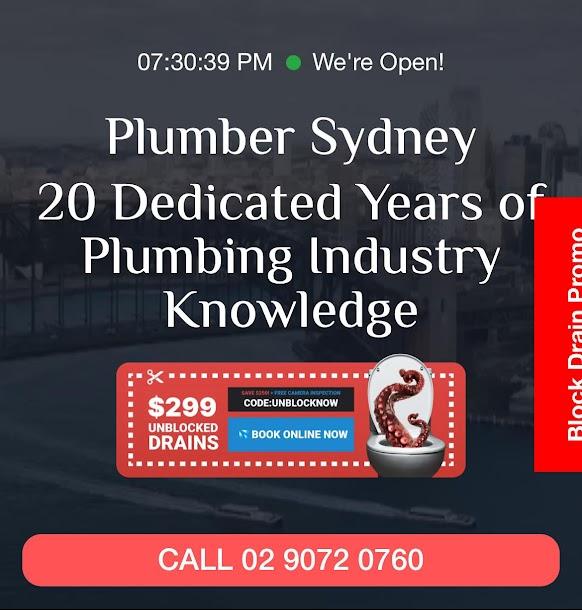 07:30:39 PM We're Open!
Plumber Sydney
20 Dedicated Years of
Plumbing Industry
Knowledge
Block Drain Promo
SAVE $250! + FREE CAMERA INSPECTION
CODE:UNBLOCKNOW
$299
UNBLOCKED
DRAINS
BOOK ONLINE NOW
CALL 02 9072 0760